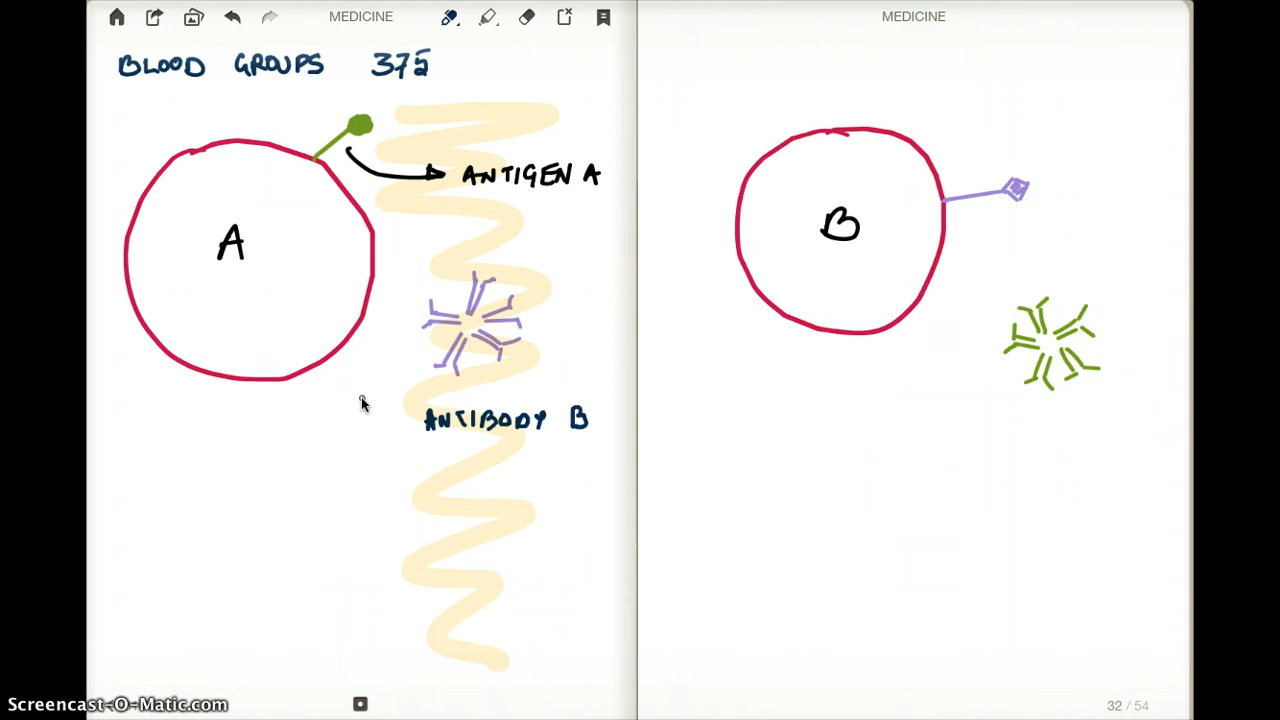 MEDICINE
BLOOD GROUPS 375
ANTIGEN A
A
ANTIBODY B
MEDICINE
B
32 / 54
Screencast-O-Matic.com